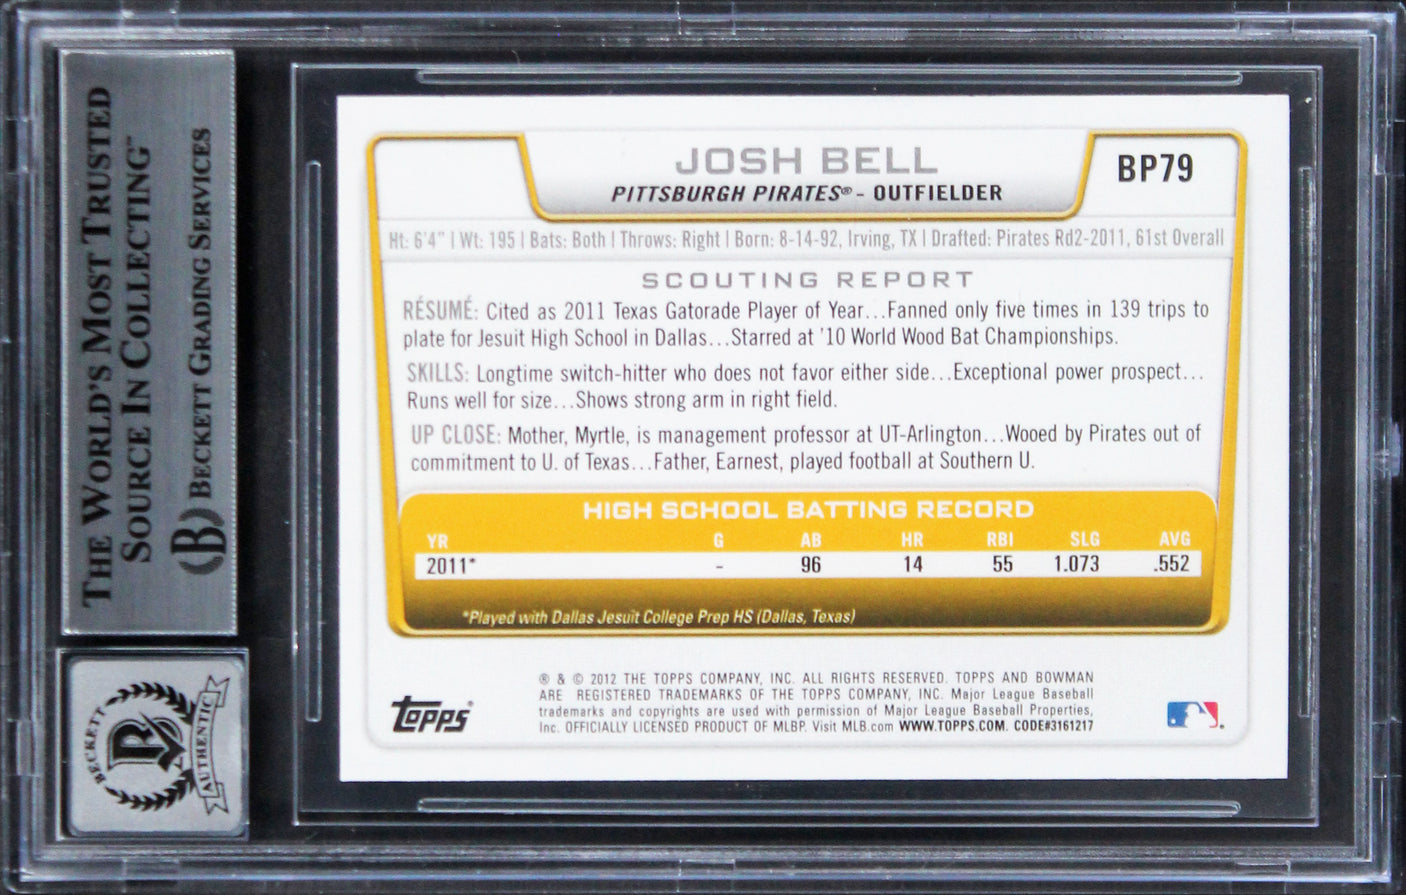 THE WORLD'S MOST TRUSTED
SOURCE IN COLLECTING™
B BECKETT GRADING SERVICES
BECKETT
B
AUTHENTIC
JOSH BELL
BP79
PITTSBURGH PIRATES® - OUTFIELDER
Ht: 6'4" | Wt: 195 | Bats: Both | Throws: Right | Born: 8-14-92, Irving, TX | Drafted: Pirates Rd2-2011, 61st Overall
SCOUTING REPORT
RÉSUMÉ: Cited as 2011 Texas Gatorade Player of Year...Fanned only five times in 139 trips to
plate for Jesuit High School in Dallas...Starred at '10 World Wood Bat Championships.
SKILLS: Longtime switch-hitter who does not favor either side...Exceptional power prospect...
Runs well for size...Shows strong arm in right field.
UP CLOSE: Mother, Myrtle, is management professor at UT-Arlington...Wooed by Pirates out of
commitment to U. of Texas...Father, Earnest, played football at Southern U.
HIGH SCHOOL BATTING RECORD
YR G AB HR RBI SLG AVG
2011* - 96 14 55 1.073 .552
*Played with Dallas Jesuit College Prep HS (Dallas, Texas)
Topps®
® & © 2012 THE TOPPS COMPANY, INC. ALL RIGHTS RESERVED. TOPPS AND BOWMAN
ARE REGISTERED TRADEMARKS OF THE TOPPS COMPANY, INC. Major League Baseball
trademarks and copyrights are used with permission of Major League Baseball Properties,
Inc. OFFICIALLY LICENSED PRODUCT OF MLBP. Visit MLB.com WWW.TOPPS.COM. CODE#3161217